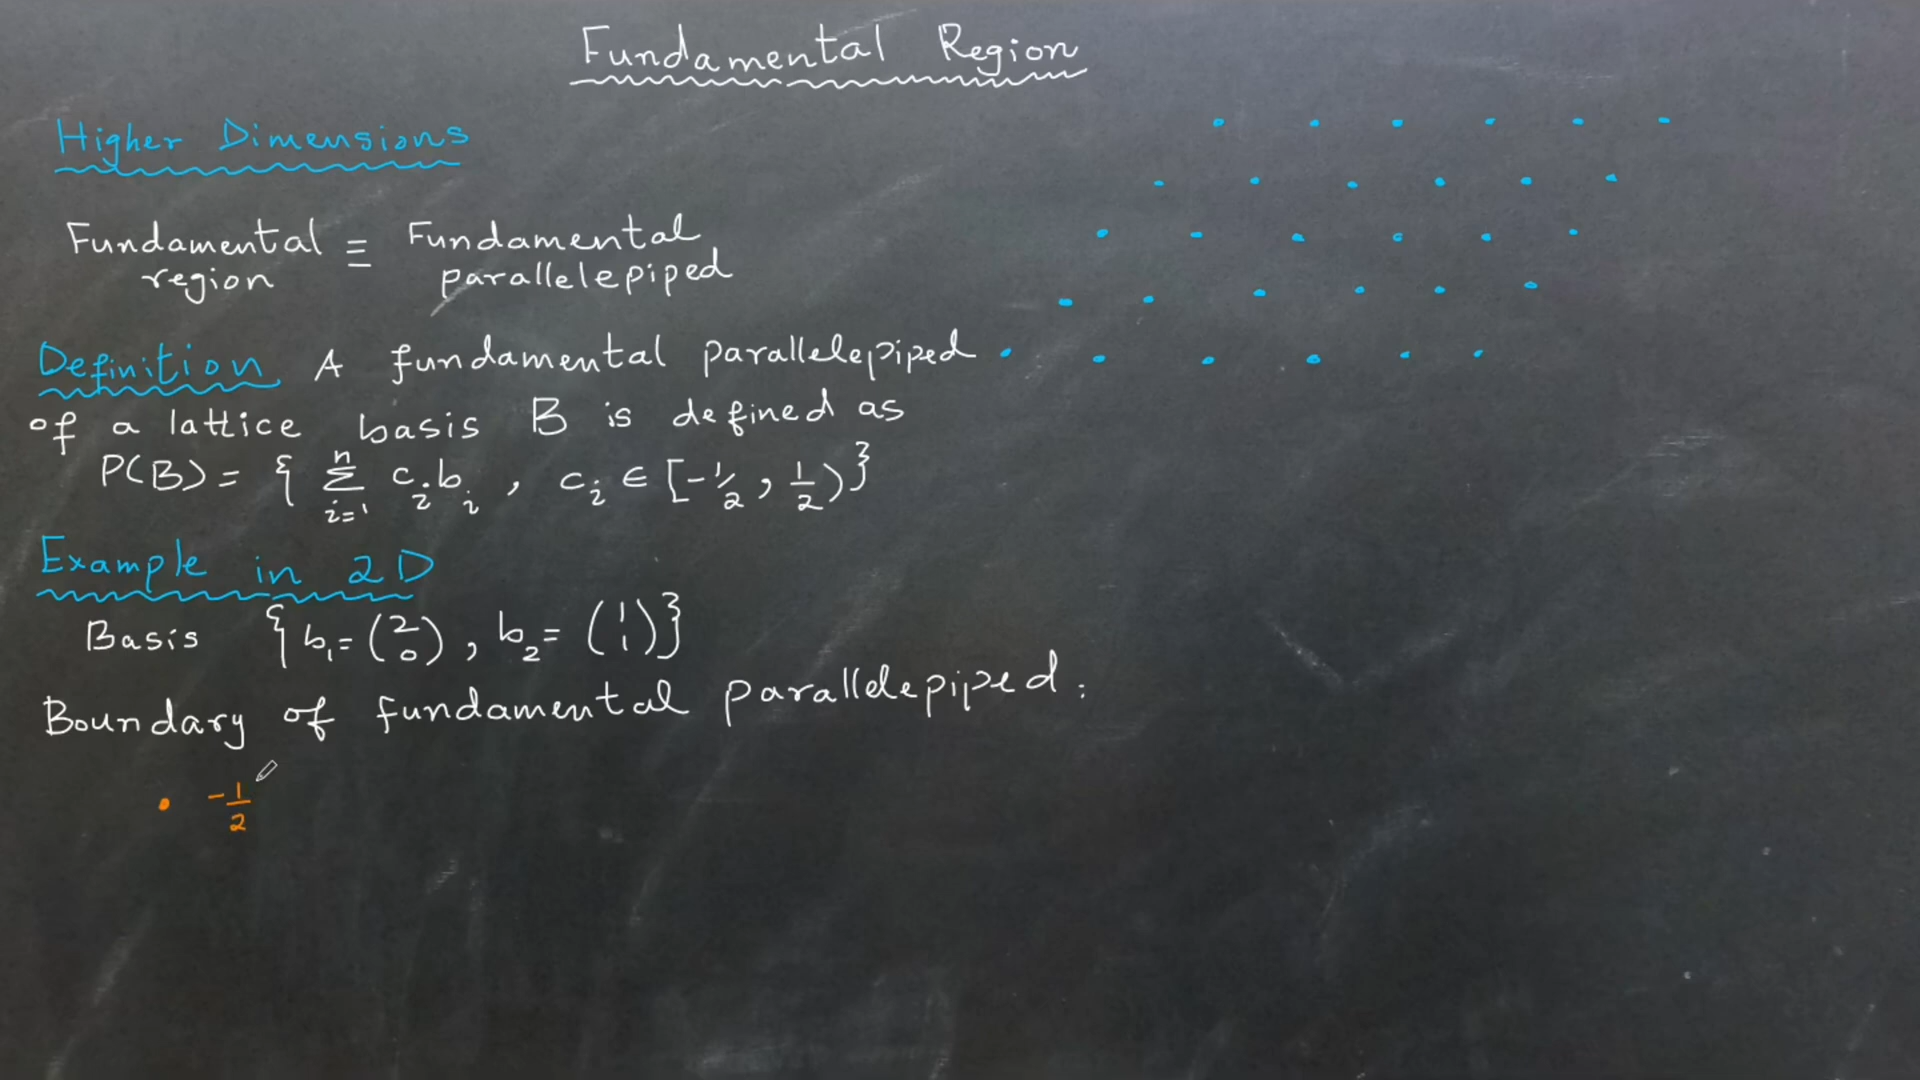 Fundamental Region
Higher Dimensions
Fundamental region ≡ Fundamental parallelepiped
Definition A fundamental parallelepiped
of a lattice basis B is defined as
P(B) = { Σ_{i=1}^{n} c_i b_i , c_i ∈ [-1/2 , 1/2) }
Example in 2D
Basis { b_1 = (2 0) , b_2 = (1 1) }
Boundary of fundamental parallelepiped :
• -1/2